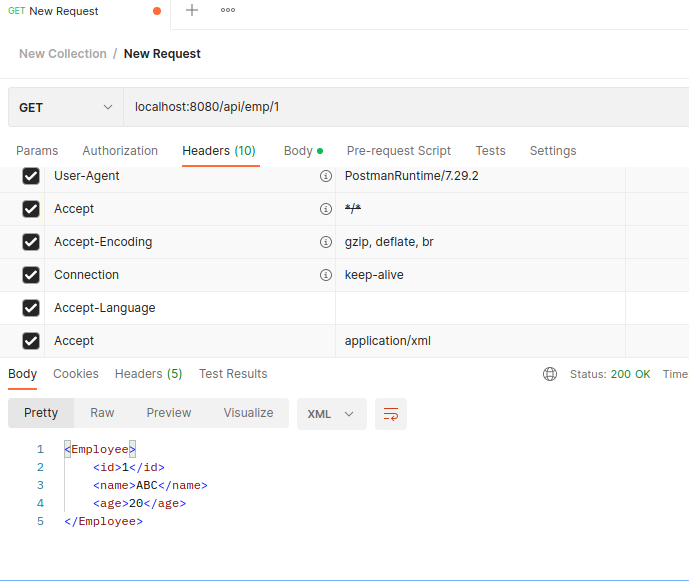 GET New Request
New Collection / New Request
GET localhost:8080/api/emp/1
Params Authorization Headers (10) Body Pre-request Script Tests Settings
User-Agent PostmanRuntime/7.29.2
Accept */*
Accept-Encoding gzip, deflate, br
Connection keep-alive
Accept-Language
Accept application/xml
Body Cookies Headers (5) Test Results Status: 200 OK Time
Pretty Raw Preview Visualize XML
1 <Employee>
2 <id>1</id>
3 <name>ABC</name>
4 <age>20</age>
5 </Employee>